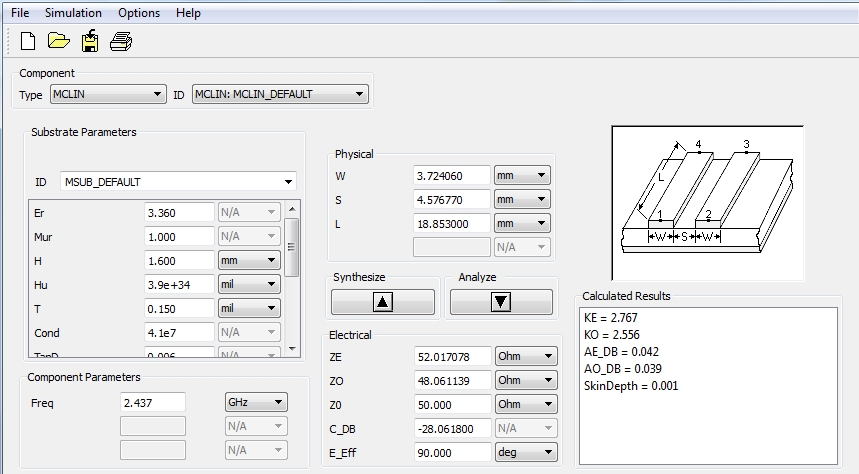 File Simulation Options Help
Component
Type MCLIN ID MCLIN: MCLIN_DEFAULT
Substrate Parameters
ID MSUB_DEFAULT
Er 3.360 N/A
Mur 1.000 N/A
H 1.600 mm
Hu 3.9e+34 mil
T 0.150 mil
Cond 4.1e7 N/A
TanD 0.006 N/A
Component Parameters
Freq 2.437 GHz
N/A
N/A
Physical
W 3.724060 mm
S 4.576770 mm
L 18.853000 mm
N/A
Synthesize Analyze
Electrical
ZE 52.017078 Ohm
ZO 48.061139 Ohm
Z0 50.000 Ohm
C_DB -28.061800 N/A
E_Eff 90.000 deg
4 3
L
1 2
W S W
Calculated Results
KE = 2.767
KO = 2.556
AE_DB = 0.042
AO_DB = 0.039
SkinDepth = 0.001